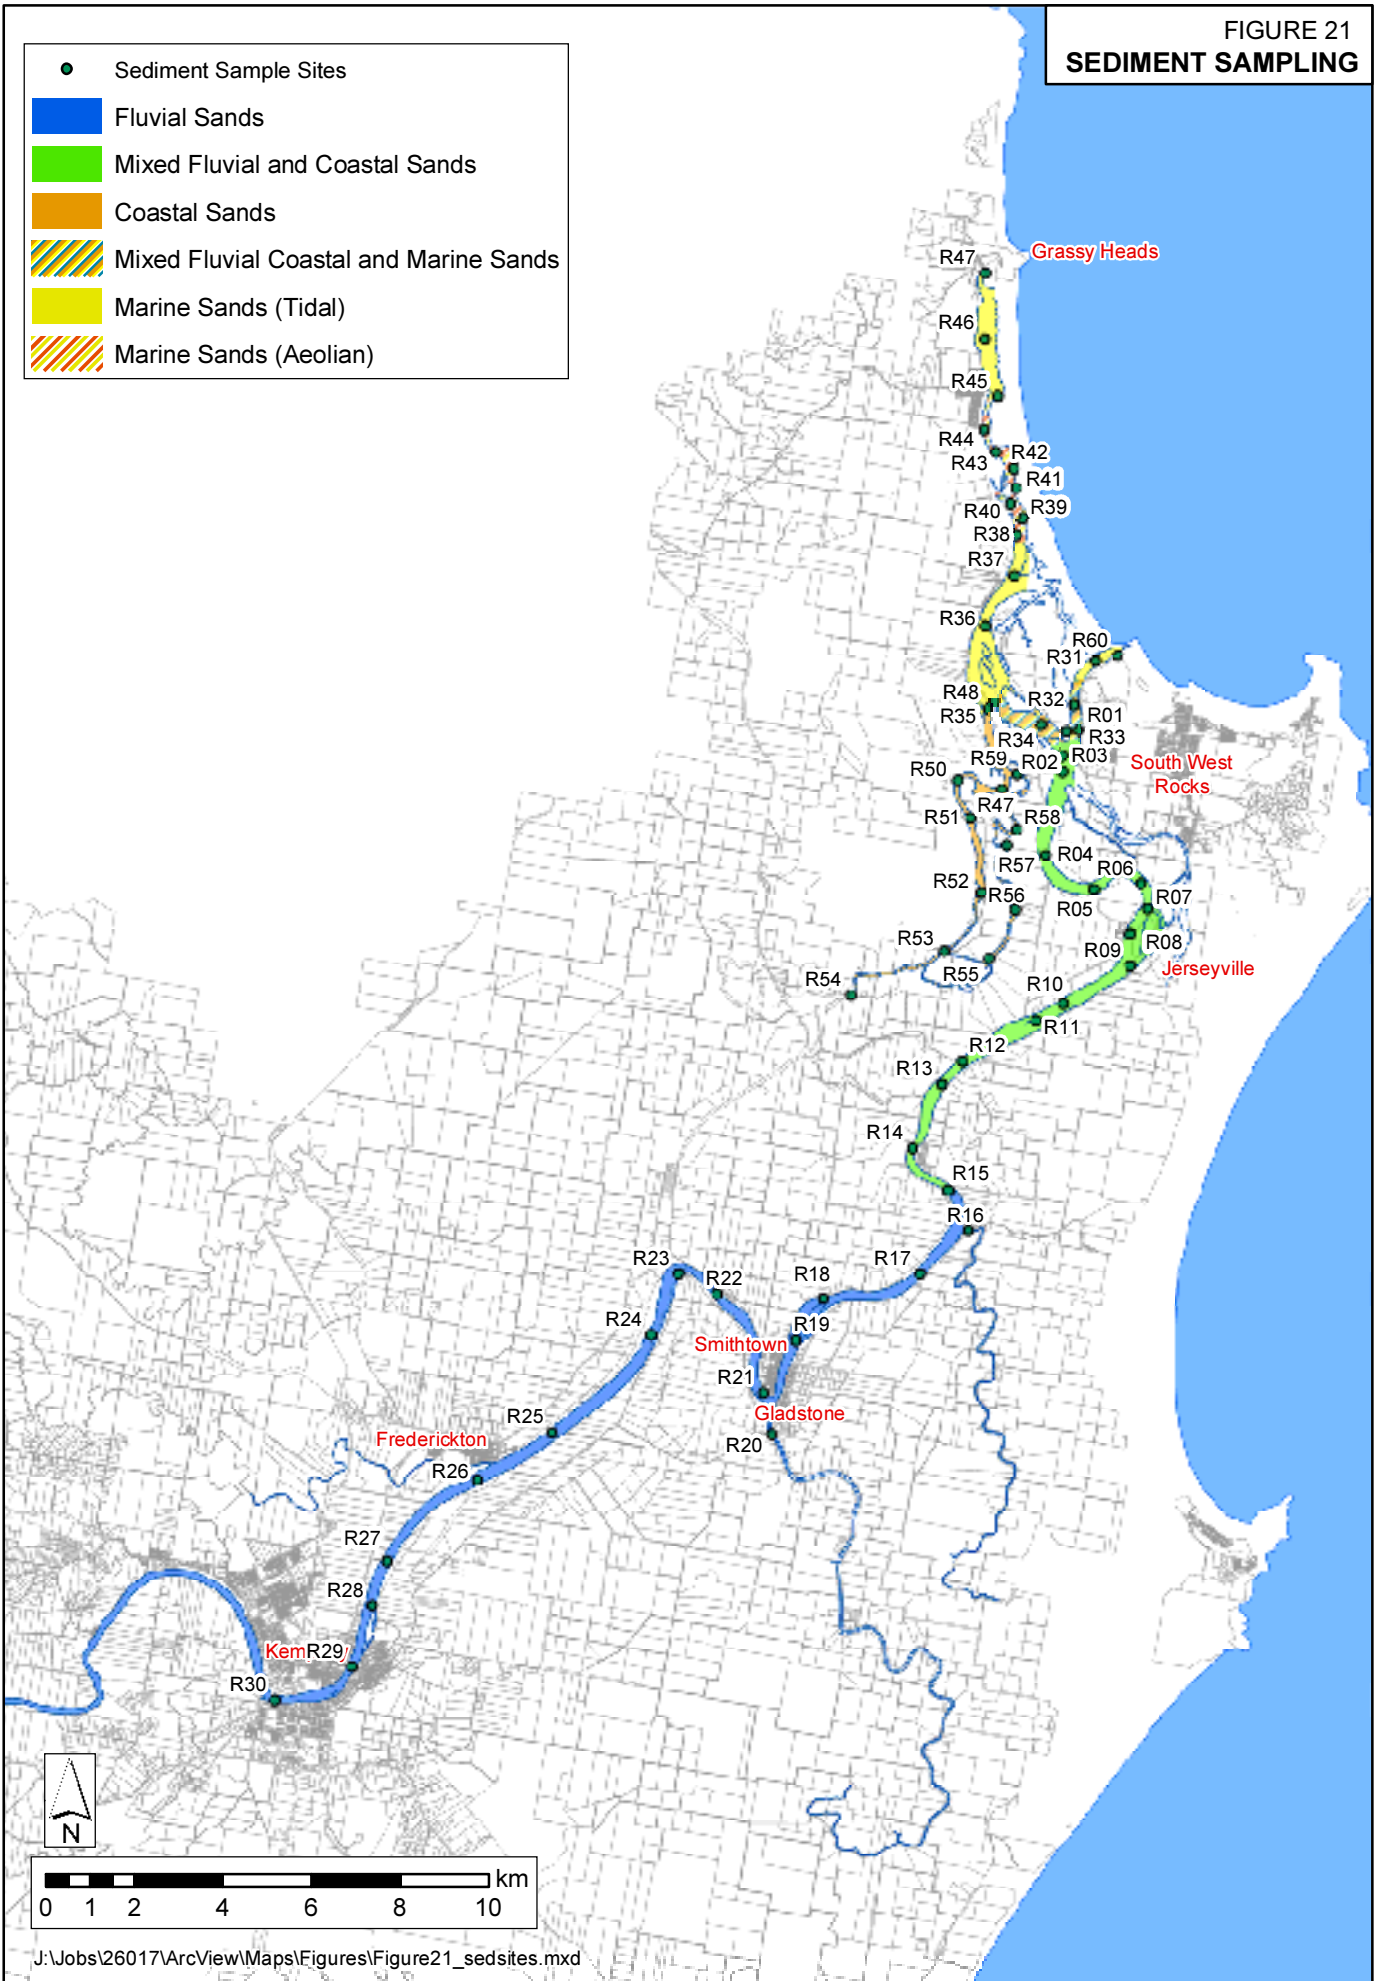 FIGURE 21
SEDIMENT SAMPLING
Sediment Sample Sites
Fluvial Sands
Mixed Fluvial and Coastal Sands
Coastal Sands
Mixed Fluvial Coastal and Marine Sands
Marine Sands (Tidal)
Marine Sands (Aeolian)
Grassy Heads
R47
R46
R45
R44
R43
R42
R41
R40
R39
R38
R37
R36
R60
R31
R48
R32
R35
R01
R34
R33
R03
South West
Rocks
R59
R02
R50
R47
R51
R58
R57
R04
R06
R52
R56
R05
R07
R53
R09
R08
Jerseyville
R55
R54
R10
R11
R12
R13
R14
R15
R16
R17
R23
R22
R18
R24
R19
Smithtown
R21
Gladstone
R25
Frederickton
R20
R26
R27
R28
R29
R30
N
km
0 1 2 4 6 8 10
J:\Jobs\26017\ArcView\Maps\Figures\Figure21_sedsites.mxd